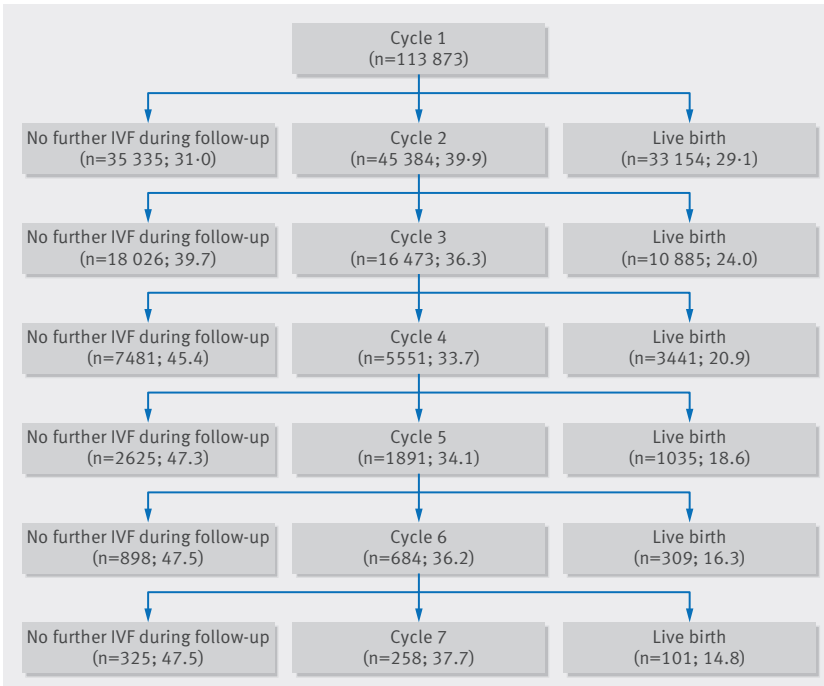 Cycle 1
(n=113 873)
No further IVF during follow-up
(n=35 335; 31·0)
Cycle 2
(n=45 384; 39·9)
Live birth
(n=33 154; 29·1)
No further IVF during follow-up
(n=18 026; 39.7)
Cycle 3
(n=16 473; 36.3)
Live birth
(n=10 885; 24.0)
No further IVF during follow-up
(n=7481; 45.4)
Cycle 4
(n=5551; 33.7)
Live birth
(n=3441; 20.9)
No further IVF during follow-up
(n=2625; 47.3)
Cycle 5
(n=1891; 34.1)
Live birth
(n=1035; 18.6)
No further IVF during follow-up
(n=898; 47.5)
Cycle 6
(n=684; 36.2)
Live birth
(n=309; 16.3)
No further IVF during follow-up
(n=325; 47.5)
Cycle 7
(n=258; 37.7)
Live birth
(n=101; 14.8)